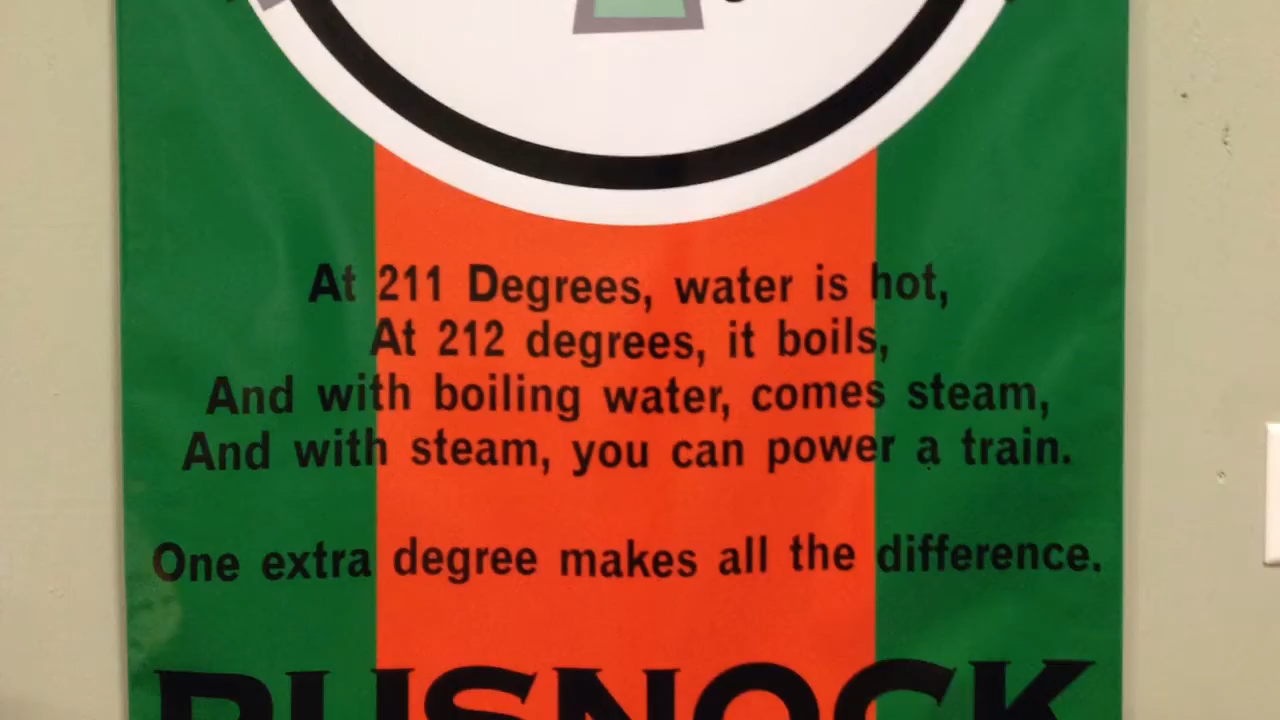 At 211 Degrees, water is hot,
At 212 degrees, it boils,
And with boiling water, comes steam,
And with steam, you can power a train.
One extra degree makes all the difference.